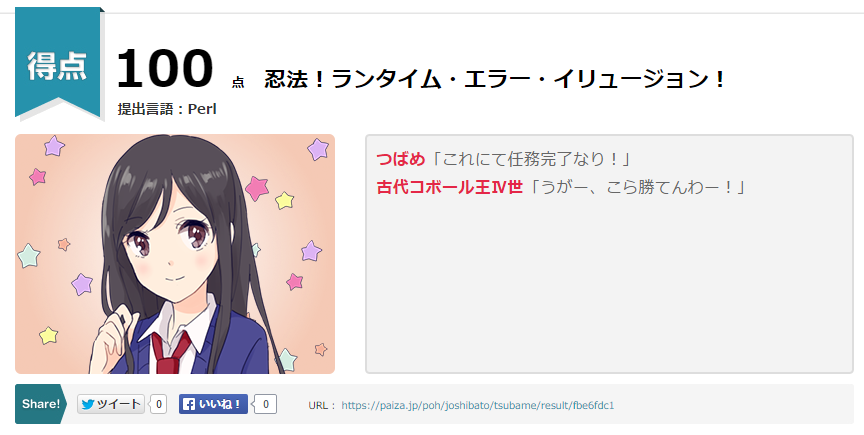 得点
100 点 忍法！ランタイム・エラー・イリュージョン！
提出言語：Perl
つばめ「これにて任務完了なり！」
古代コボール王Ⅳ世「うがー、こら勝てんわー！」
Share! ツイート 0 いいね！ 0 URL： https://paiza.jp/poh/joshibato/tsubame/result/fbe6fdc1